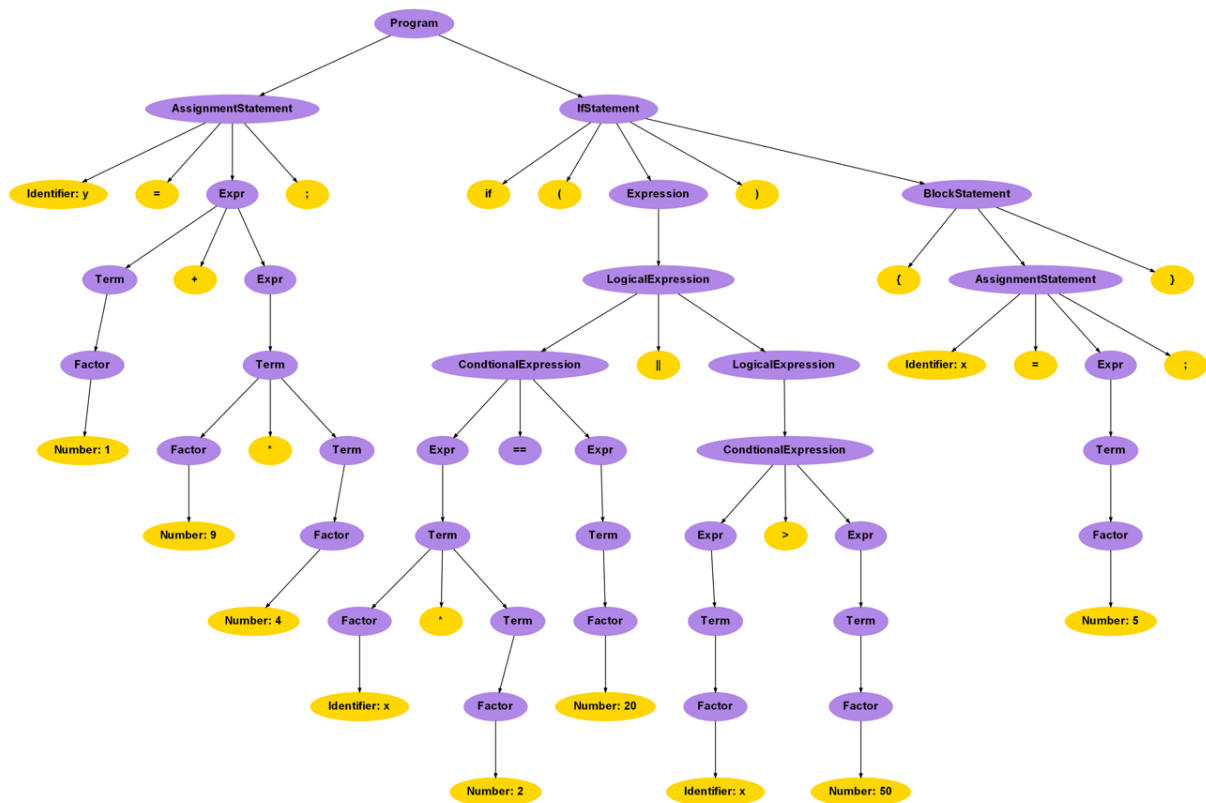 Program
AssignmentStatement
IfStatement
Identifier: y
=
Expr
;
if
(
Expression
)
BlockStatement
Term
+
Expr
LogicalExpression
{
AssignmentStatement
}
Factor
Term
CondtionalExpression
||
LogicalExpression
Identifier: x
=
Expr
;
Number: 1
Factor
*
Term
Expr
==
Expr
CondtionalExpression
Term
Number: 9
Factor
Term
Term
Expr
>
Expr
Factor
Number: 4
Factor
*
Term
Factor
Term
Term
Number: 5
Identifier: x
Factor
Number: 20
Factor
Factor
Number: 2
Identifier: x
Number: 50